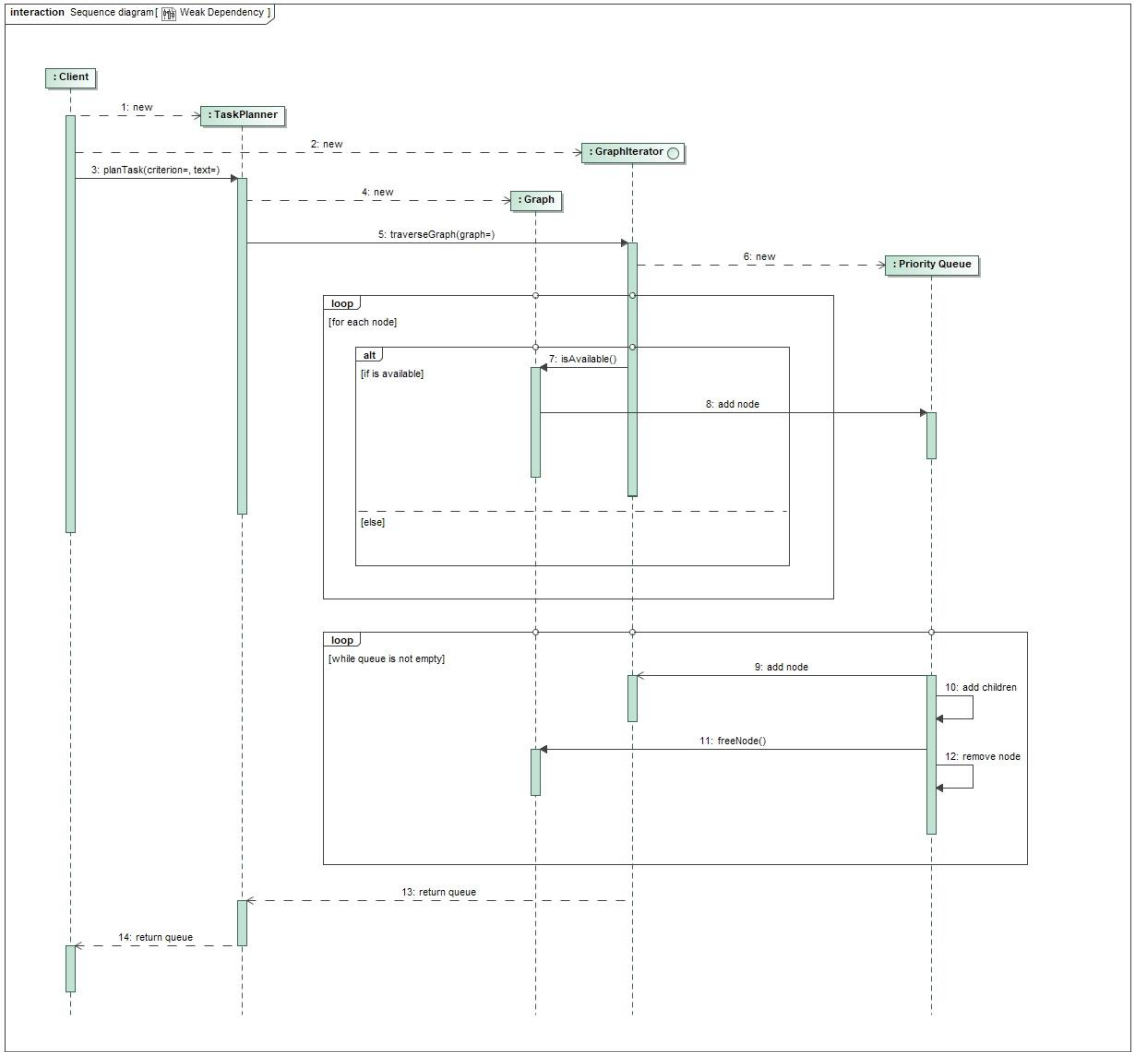 interaction Sequence diagram [ Weak Dependency ]
: Client
1: new
: TaskPlanner
2: new
: GraphIterator
3: planTask(criterion=, text=)
4: new
: Graph
5: traverseGraph(graph=)
6: new
: Priority Queue
loop
[for each node]
alt
7: isAvailable()
[if is available]
8: add node
[else]
loop
[while queue is not empty]
9: add node
10: add children
11: freeNode()
12: remove node
13: return queue
14: return queue